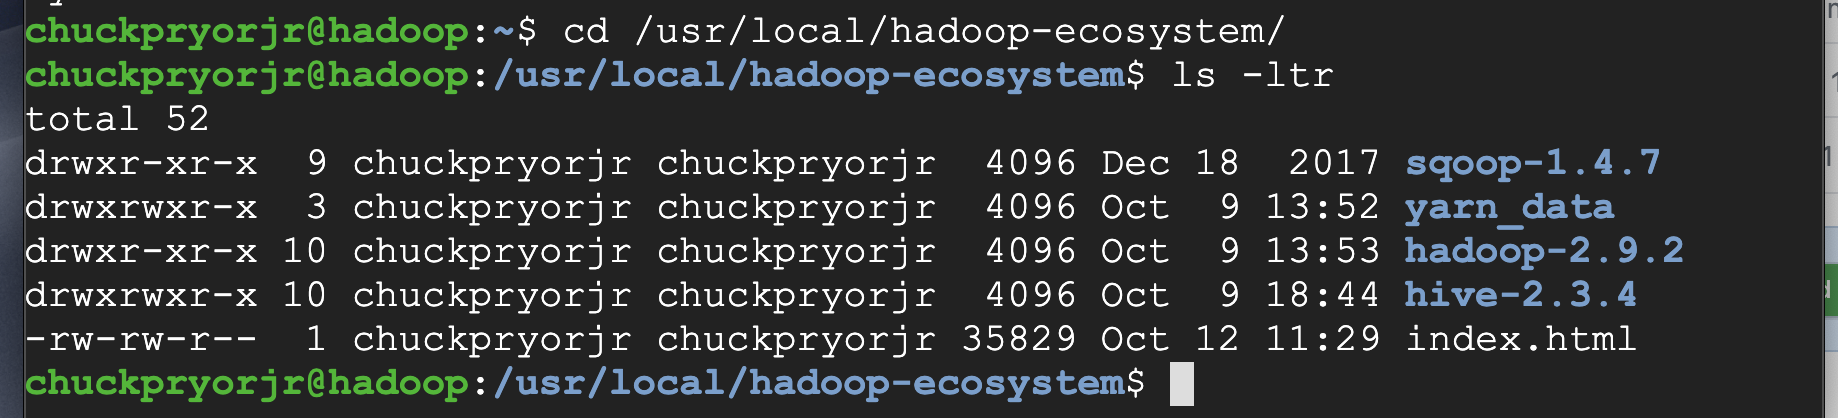 chuckpryorjr@hadoop:~$ cd /usr/local/hadoop-ecosystem/
chuckpryorjr@hadoop:/usr/local/hadoop-ecosystem$ ls -ltr
total 52
drwxr-xr-x  9 chuckpryorjr chuckpryorjr  4096 Dec 18  2017 sqoop-1.4.7
drwxrwxr-x  3 chuckpryorjr chuckpryorjr  4096 Oct  9 13:52 yarn_data
drwxr-xr-x 10 chuckpryorjr chuckpryorjr  4096 Oct  9 13:53 hadoop-2.9.2
drwxrwxr-x 10 chuckpryorjr chuckpryorjr  4096 Oct  9 18:44 hive-2.3.4
-rw-rw-r--  1 chuckpryorjr chuckpryorjr 35829 Oct 12 11:29 index.html
chuckpryorjr@hadoop:/usr/local/hadoop-ecosystem$